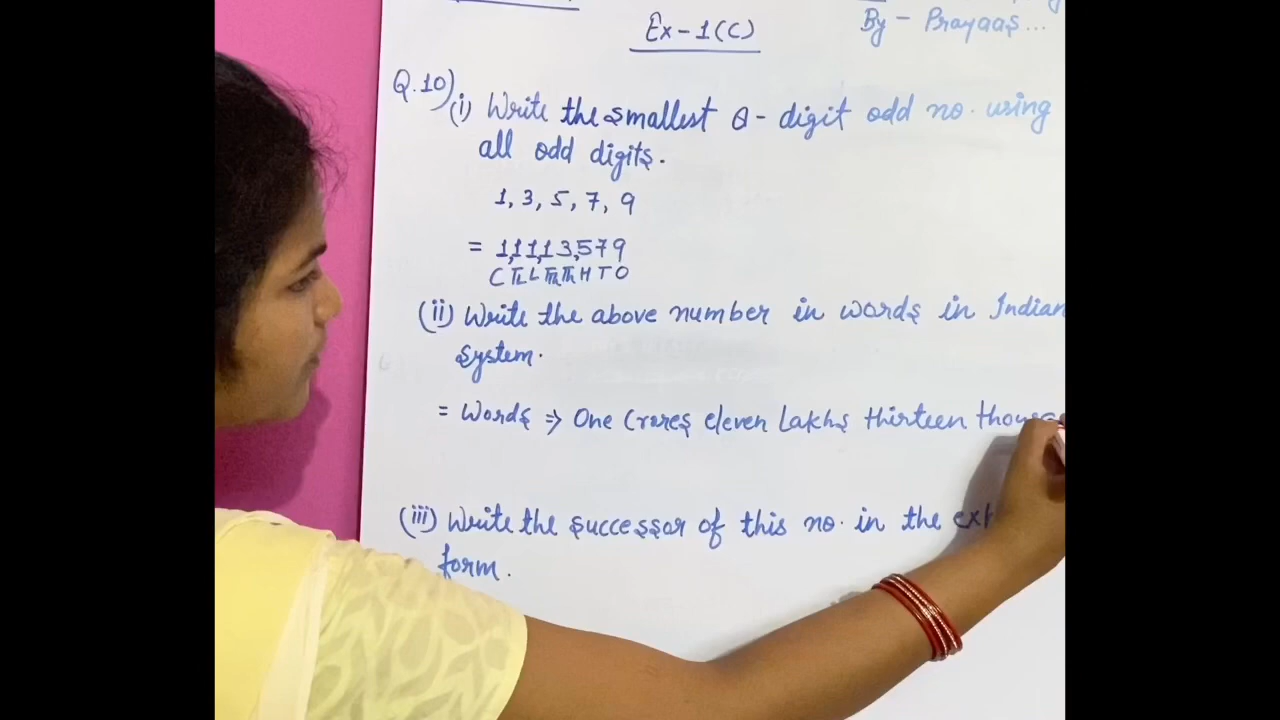 Ex-1(C)
By - Prayaas...
Q.10) (i) Write the smallest 8-digit odd no. using
all odd digits.
1, 3, 5, 7, 9
= 1,11,13,579
C TL L TTh Th H T O
(ii) Write the above number in words in Indian
system.
= Words => One Crores eleven Lakhs thirteen
(iii) Write the successor of this no. in the
form.